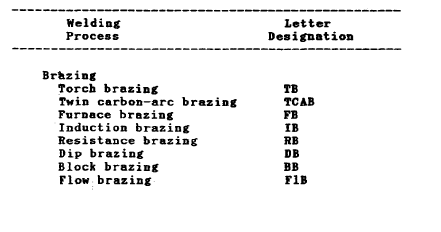 Welding Letter
Process Designation
Brazing
Torch brazing TB
Twin carbon-arc brazing TCAB
Furnace brazing FB
Induction brazing IB
Resistance brazing RB
Dip brazing DB
Block brazing BB
Flow brazing FlB